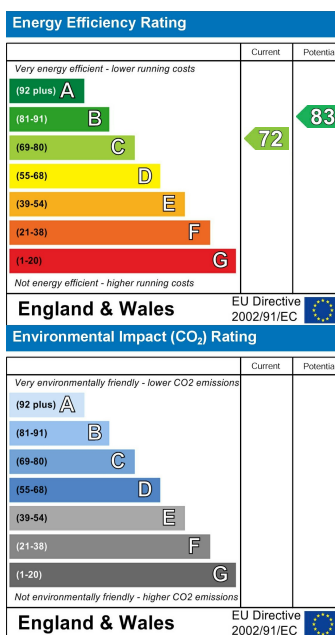 Energy Efficiency Rating
Current Potentia
Very energy efficient - lower running costs
(92 plus) A
(81-91) B
(69-80) C
(55-68) D
(39-54) E
(21-38) F
(1-20) G
72
83
Not energy efficient - higher running costs
England & Wales
EU Directive
2002/91/EC
Environmental Impact (CO₂) Rating
Current Potentia
Very environmentally friendly - lower CO2 emissions
(92 plus) A
(81-91) B
(69-80) C
(55-68) D
(39-54) E
(21-38) F
(1-20) G
Not environmentally friendly - higher CO2 emissions
England & Wales
EU Directive
2002/91/EC